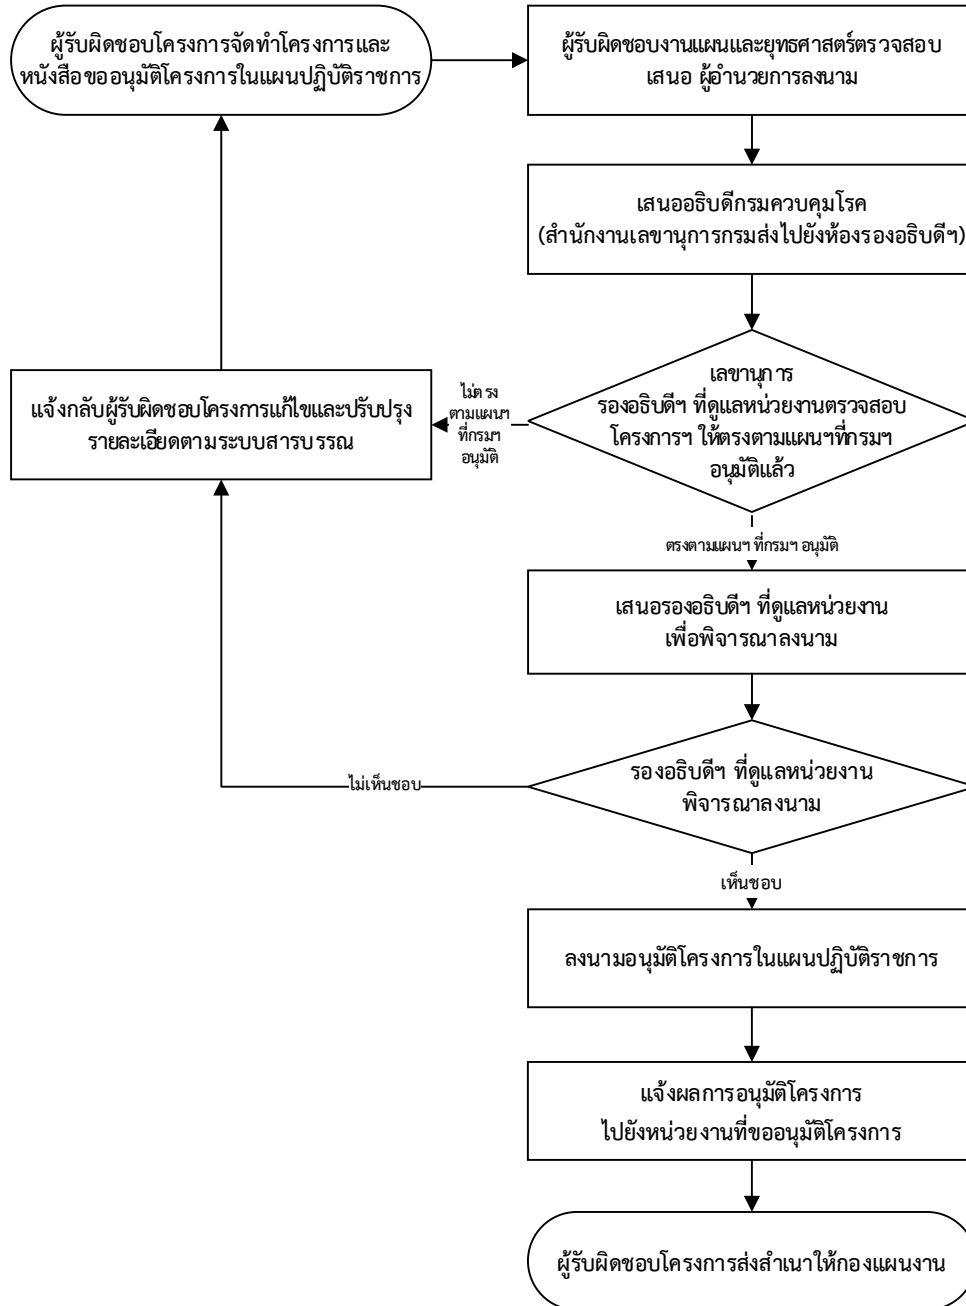 ผู้รับผิดชอบโครงการจัดทำโครงการและ
หนังสือขออนุมัติโครงการในแผนปฏิบัติราชการ
ผู้รับผิดชอบงานแผนและยุทธศาสตร์ตรวจสอบ
เสนอ ผู้อำนวยการลงนาม
เสนออธิบดีกรมควบคุมโรค
(สำนักงานเลขานุการกรมส่งไปยังห้องรองอธิบดีฯ)
เลขานุการ
รองอธิบดีฯ ที่ดูแลหน่วยงานตรวจสอบ
โครงการฯ ให้ตรงตามแผนฯที่กรมฯ
อนุมัติแล้ว
ไม่ตรง
ตามแผนฯ
ที่กรมฯ
อนุมัติ
แจ้งกลับผู้รับผิดชอบโครงการแก้ไขและปรับปรุง
รายละเอียดตามระบบสารบรรณ
ตรงตามแผนฯ ที่กรมฯ อนุมัติ
เสนอรองอธิบดีฯ ที่ดูแลหน่วยงาน
เพื่อพิจารณาลงนาม
รองอธิบดีฯ ที่ดูแลหน่วยงาน
พิจารณาลงนาม
ไม่เห็นชอบ
เห็นชอบ
ลงนามอนุมัติโครงการในแผนปฏิบัติราชการ
แจ้งผลการอนุมัติโครงการ
ไปยังหน่วยงานที่ขออนุมัติโครงการ
ผู้รับผิดชอบโครงการส่งสำเนาให้กองแผนงาน